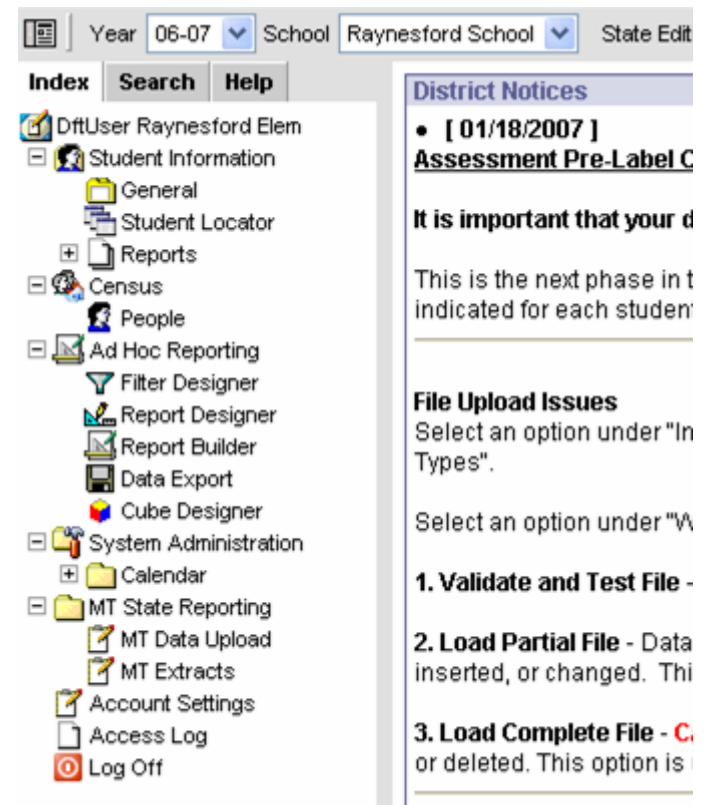 Year 06-07 School Raynesford School State Edit
Index Search Help
DftUser Raynesford Elem
Student Information
General
Student Locator
Reports
Census
People
Ad Hoc Reporting
Filter Designer
Report Designer
Report Builder
Data Export
Cube Designer
System Administration
Calendar
MT State Reporting
MT Data Upload
MT Extracts
Account Settings
Access Log
Log Off
District Notices
• [ 01/18/2007 ]
Assessment Pre-Label
It is important that your
This is the next phase in
indicated for each student
File Upload Issues
Select an option under "In
Types".
Select an option under
1. Validate and Test File -
2. Load Partial File - Data
inserted, or changed. Thi
3. Load Complete File -
or deleted. This option is